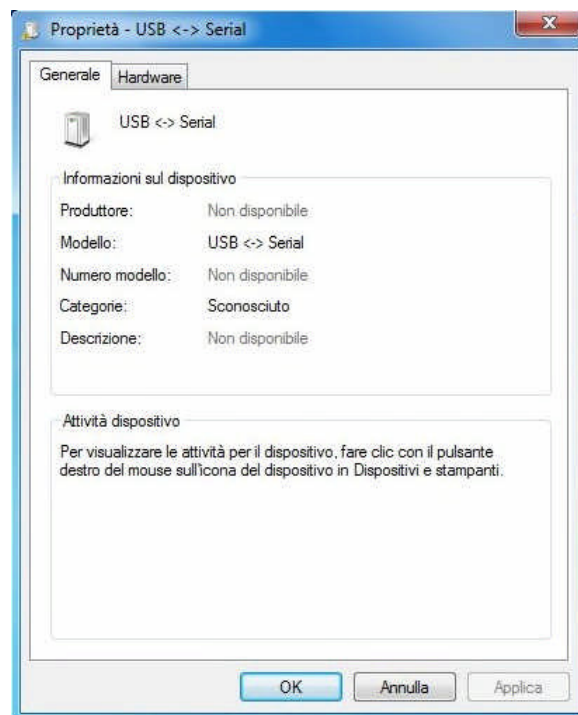 Proprietà - USB <-> Serial
Generale
Hardware
USB <-> Serial
Informazioni sul dispositivo
Produttore: Non disponibile
Modello: USB <-> Serial
Numero modello: Non disponibile
Categorie: Sconosciuto
Descrizione: Non disponibile
Attività dispositivo
Per visualizzare le attività per il dispositivo, fare clic con il pulsante
destro del mouse sull'icona del dispositivo in Dispositivi e stampanti.
OK
Annulla
Applica